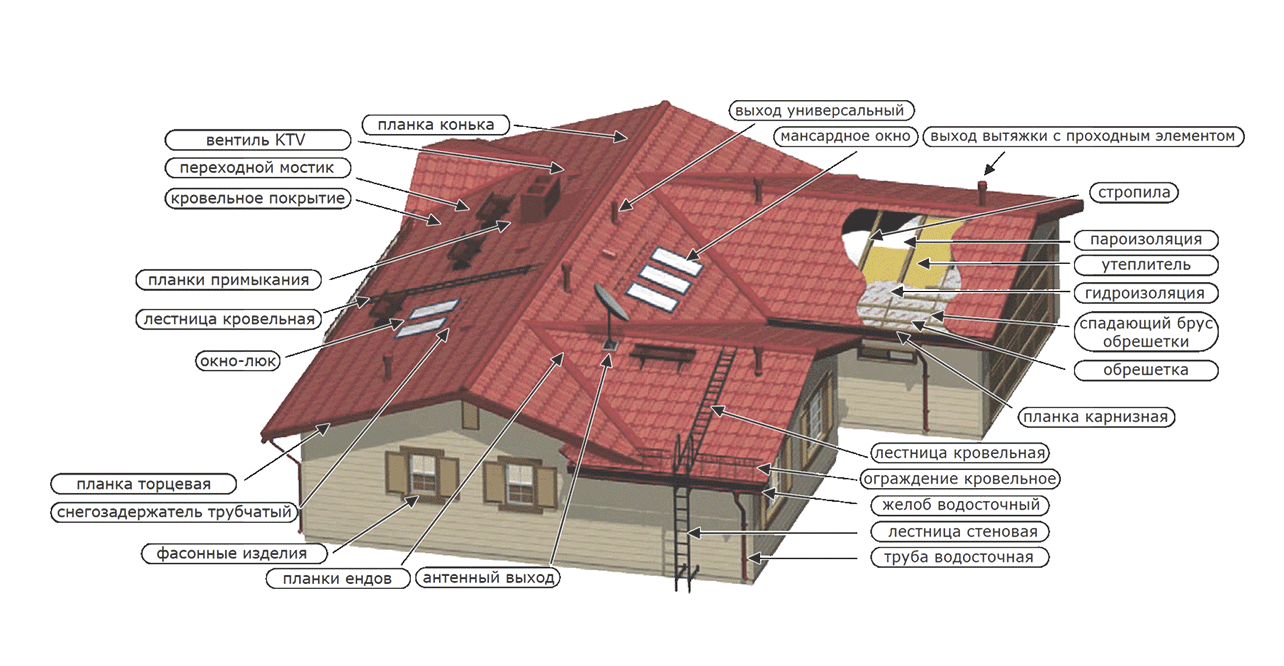 выход универсальный
планка конька
вентиль KTV
мансардное окно
выход вытяжки с проходным элементом
переходной мостик
кровельное покрытие
стропила
пароизоляция
утеплитель
планки примыкания
гидроизоляция
лестница кровельная
спадающий брус
обрешетки
окно-люк
обрешетка
планка карнизная
лестница кровельная
ограждение кровельное
планка торцевая
желоб водосточный
снегозадержатель трубчатый
лестница стеновая
фасонные изделия
труба водосточная
планки ендов
антенный выход